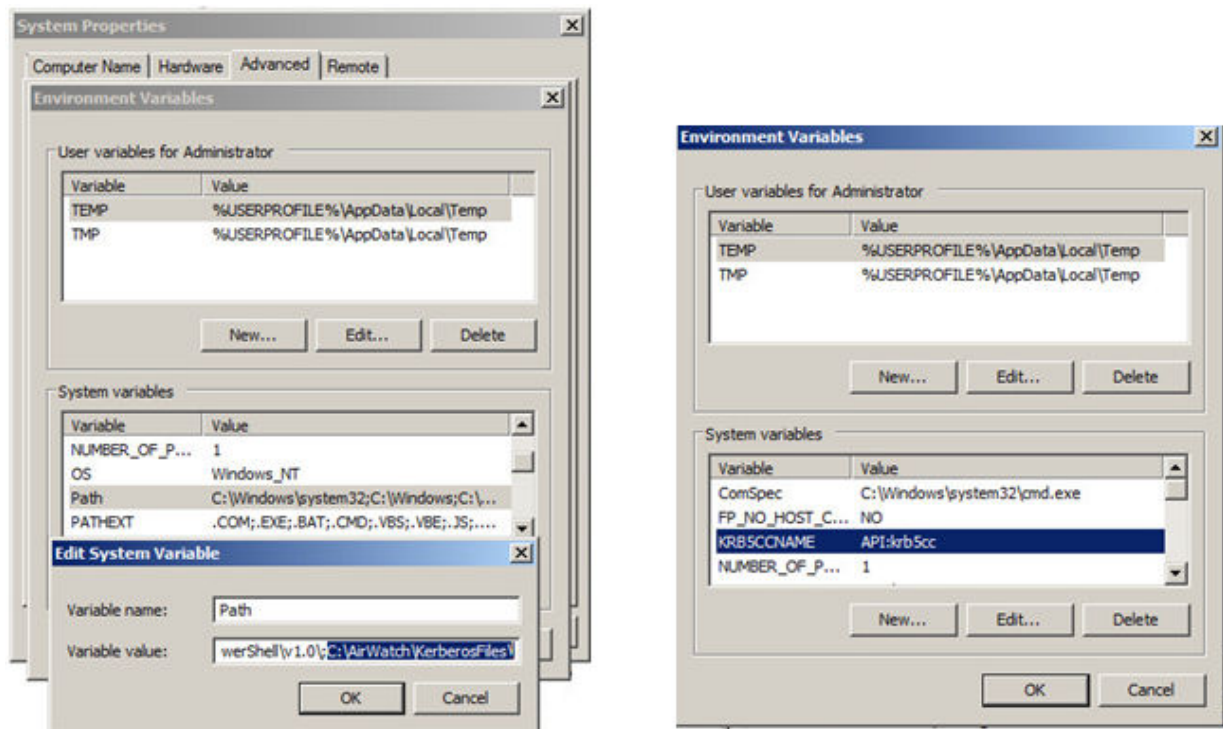 System Properties
Computer Name Hardware Advanced Remote
Environment Variables
User variables for Administrator
Variable Value
TEMP %USERPROFILE%\AppData\Local\Temp
TMP %USERPROFILE%\AppData\Local\Temp
New... Edit... Delete
System variables
Variable Value
NUMBER_OF_P... 1
OS Windows_NT
Path C:\Windows\system32;C:\Windows;C:\...
PATHEXT .COM;.EXE;.BAT;.CMD;.VBS;.VBE;.JS;....
Edit System Variable
Variable name: Path
Variable value: werShell\v1.0\;C:\AirWatch\KerberosFiles\
OK Cancel
Environment Variables
User variables for Administrator
Variable Value
TEMP %USERPROFILE%\AppData\Local\Temp
TMP %USERPROFILE%\AppData\Local\Temp
New... Edit... Delete
System variables
Variable Value
ComSpec C:\Windows\system32\cmd.exe
FP_NO_HOST_C... NO
KRB5CCNAME API:krb5cc
NUMBER_OF_P... 1
New... Edit... Delete
OK Cancel